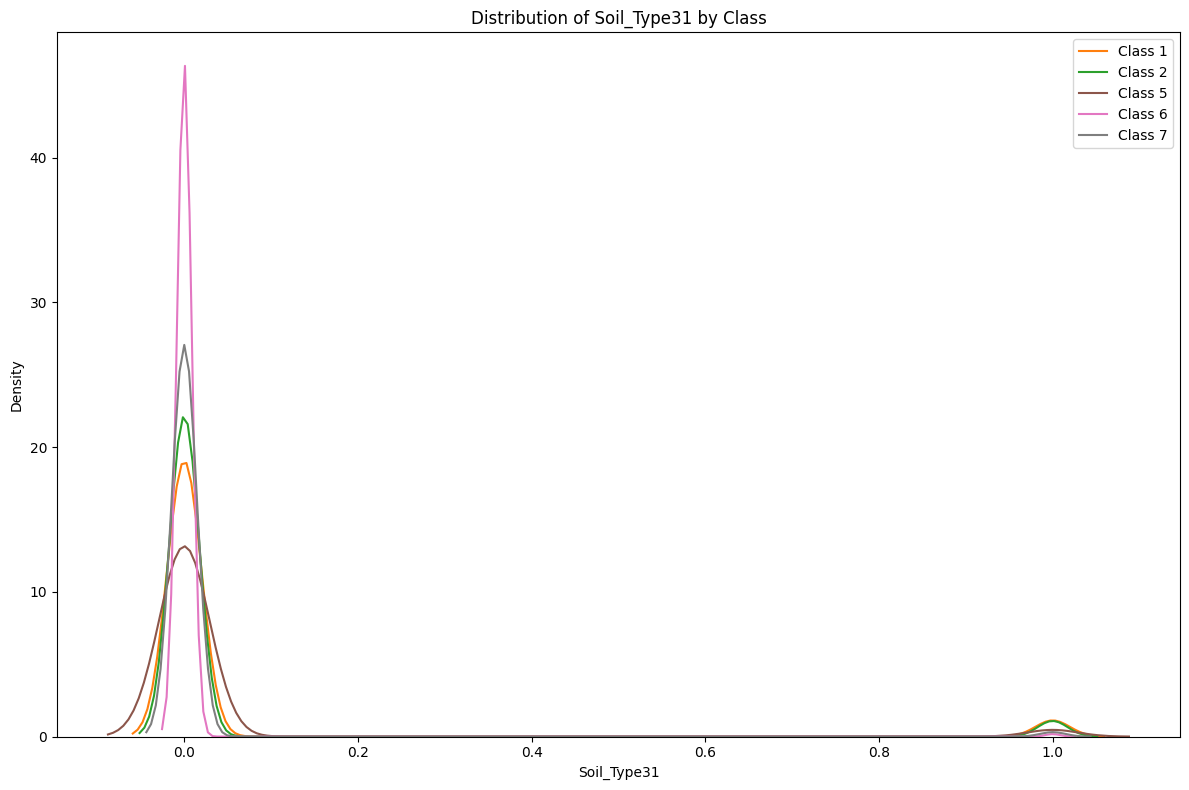 Distribution of Soil_Type31 by Class
Class 1
Class 2
Class 5
Class 6
Class 7
Density
40
30
20
10
0
0.0 0.2 0.4 0.6 0.8 1.0
Soil_Type31